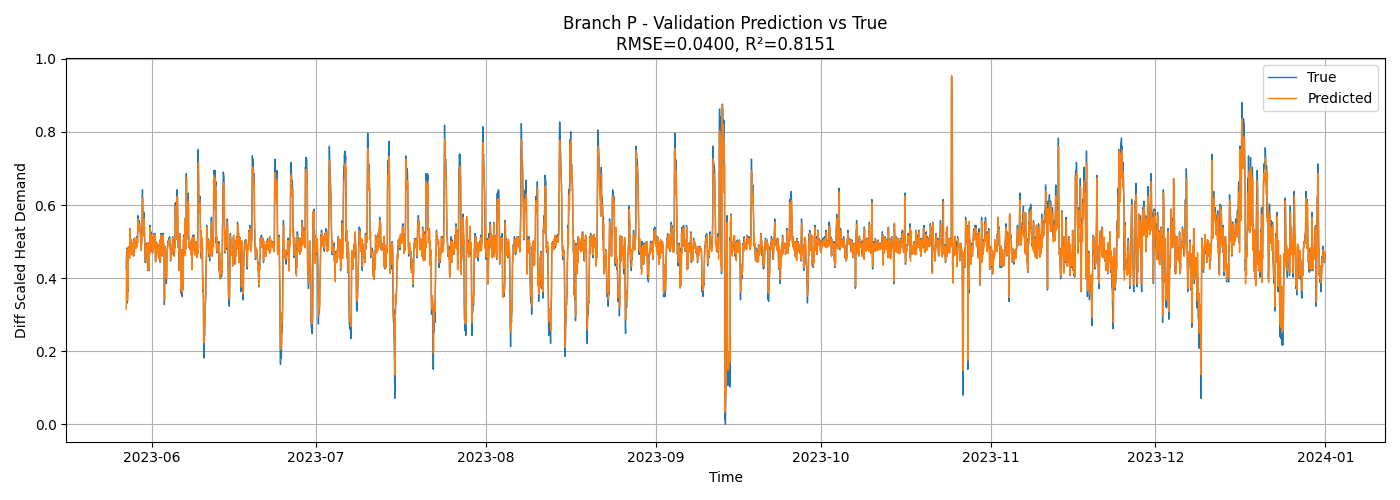 Branch P - Validation Prediction vs True
RMSE=0.0400, R²=0.8151
True
Predicted
Diff Scaled Heat Demand
1.0
0.8
0.6
0.4
0.2
0.0
2023-06
2023-07
2023-08
2023-09
2023-10
2023-11
2023-12
2024-01
Time